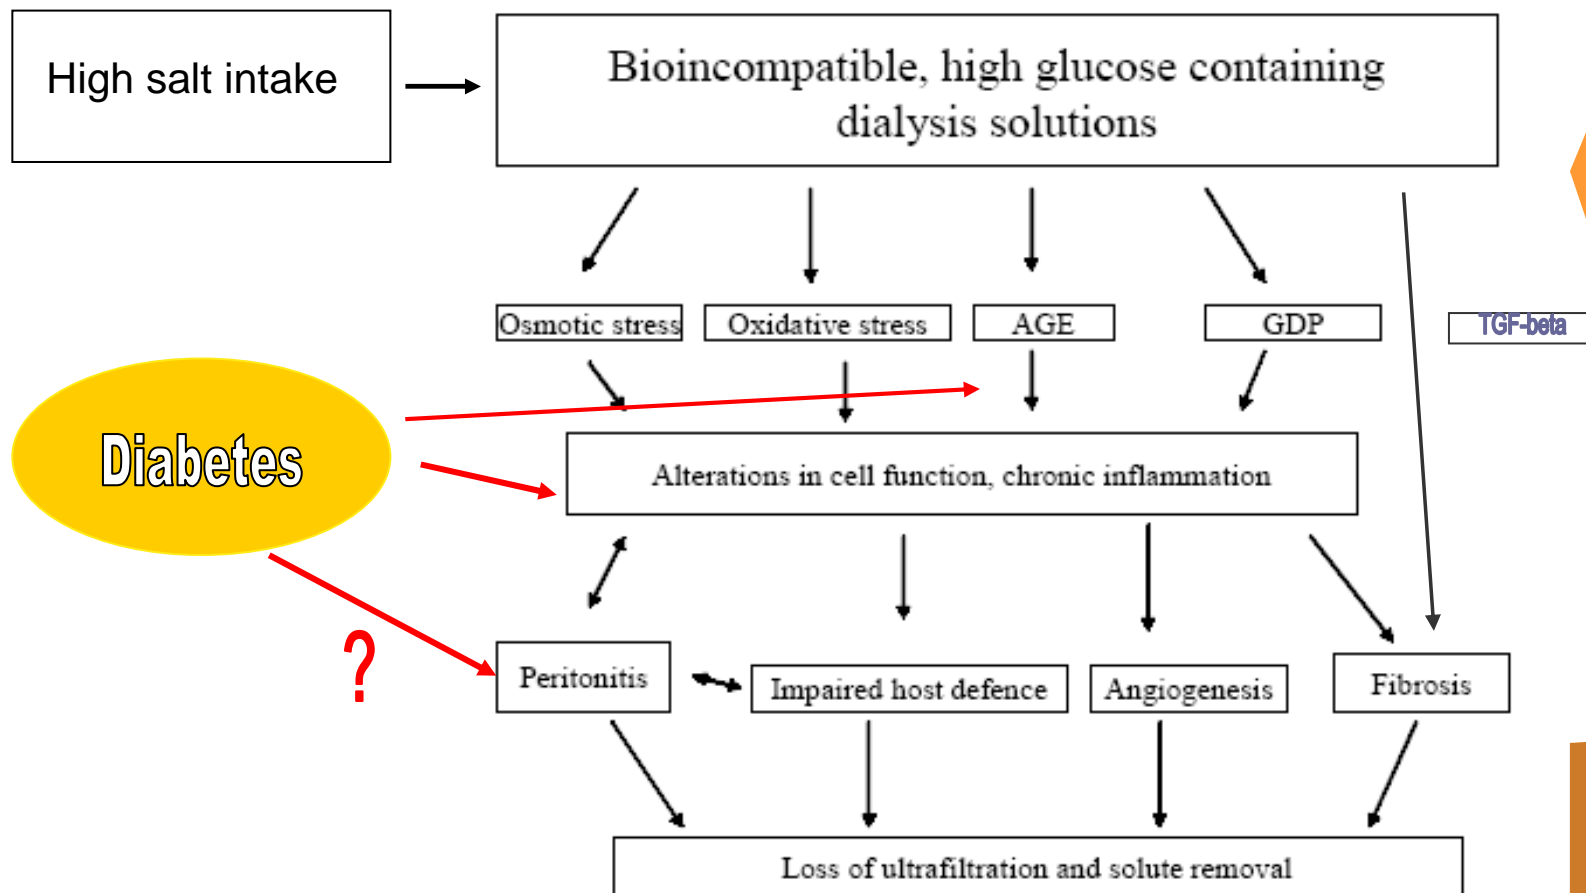 High salt intake
Bioincompatible, high glucose containing
dialysis solutions
Osmotic stress
Oxidative stress
AGE
GDP
TGF-beta
Diabetes
Alterations in cell function, chronic inflammation
?
Peritonitis
Impaired host defence
Angiogenesis
Fibrosis
Loss of ultrafiltration and solute removal